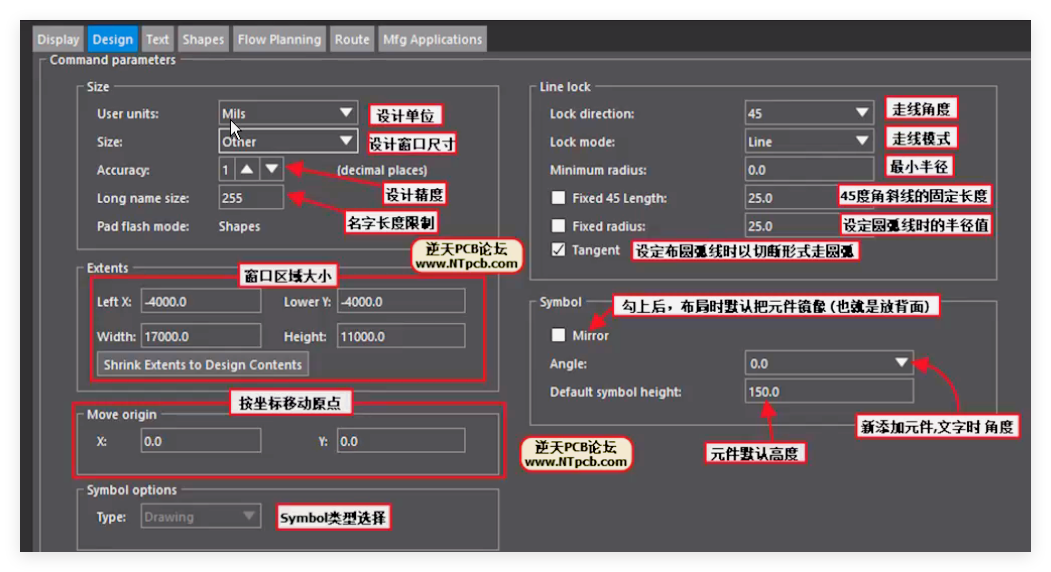 Display Design Text Shapes Flow Planning Route Mfg Applications
Command parameters
Size
User units: Mils 设计单位
Size: Other 设计窗口尺寸
Accuracy: 1 (decimal places)
设计精度
Long name size: 255
名字长度限制
Pad flash mode: Shapes
逆天PCB论坛
www.NTpcb.com
Extents
窗口区域大小
Left X: -4000.0 Lower Y: -4000.0
Width: 17000.0 Height: 11000.0
Shrink Extents to Design Contents
按坐标移动原点
Move origin
X: 0.0 Y: 0.0
Symbol options
Type: Drawing Symbol类型选择
Line lock
Lock direction: 45 走线角度
Lock mode: Line 走线模式
Minimum radius: 0.0 最小半径
Fixed 45 Length: 25.0 45度角斜线的固定长度
Fixed radius: 25.0 设定圆弧线时的半径值
Tangent 设定布圆弧线时以切断形式走圆弧
Symbol
勾上后，布局时默认把元件镜像(也就是放背面)
Mirror
Angle: 0.0
Default symbol height: 150.0
新添加元件,文字时 角度
元件默认高度
逆天PCB论坛
www.NTpcb.com